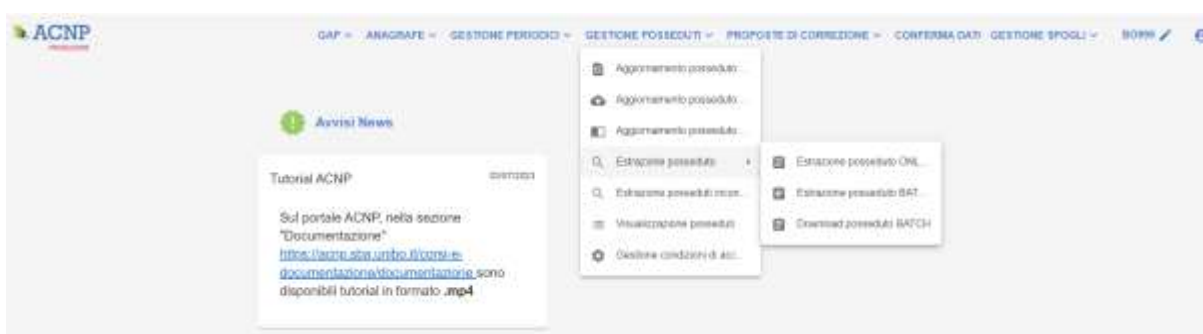 ACNP
GAP ANAGRAFE GESTIONE PERIODICI GESTIONE POSSEDUTI PROPOSTE DI CORREZIONE CONFERMA DATI GESTIONE SPOGLI
Aggiornamento posseduto...
Aggiornamento posseduto...
Aggiornamento posseduto...
Estrazione posseduto
Estrazione posseduti incon...
Visualizzazione posseduti
Gestione condizioni di acc...
Estrazione posseduto ONL...
Estrazione posseduto BAT...
Download posseduto BATCH
Avvisi News
Tutorial ACNP
Sul portale ACNP, nella sezione
"Documentazione"
https://acnp.sba.unibo.it/corsi-e-
documentazione/documentazione sono
disponibili tutorial in formato .mp4